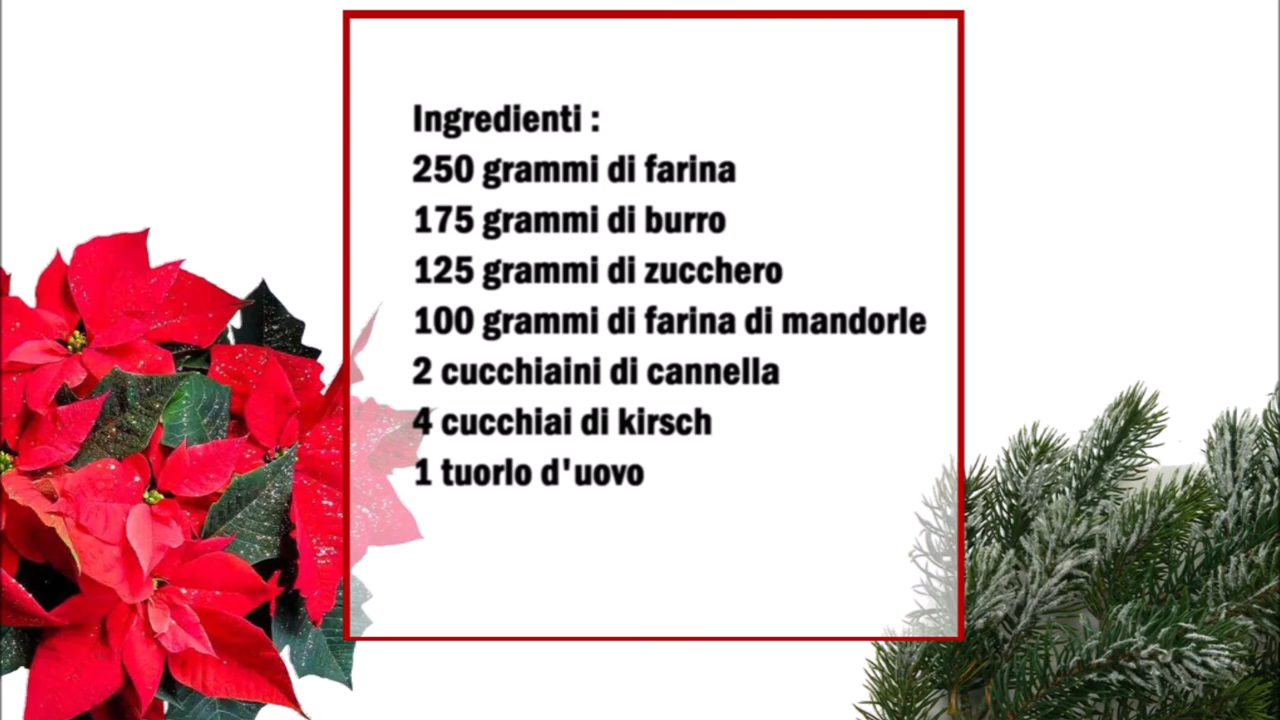 Ingredienti :
250 grammi di farina
175 grammi di burro
125 grammi di zucchero
100 grammi di farina di mandorle
2 cucchiaini di cannella
4 cucchiai di kirsch
1 tuorlo d'uovo